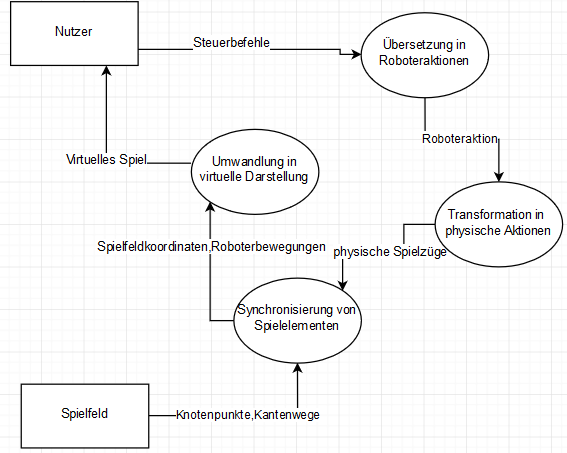 Nutzer
Steuerbefehle
Übersetzung in
Roboteraktionen
Roboteraktion
Virtuelles Spiel
Umwandlung in
virtuelle Darstellung
Transformation in
physische Aktionen
Spielfeldkoordinaten,Roboterbewegungen
physische Spielzüge
Synchronisierung von
Spielelementen
Spielfeld
Knotenpunkte,Kantenwege